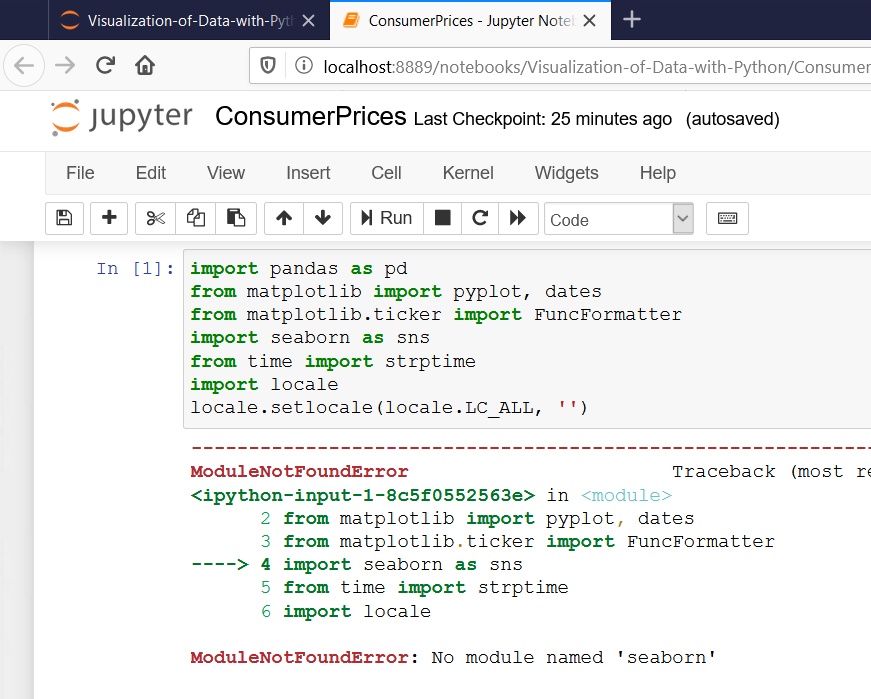 Visualization-of-Data-with-Pyth
ConsumerPrices - Jupyter Noteb
localhost:8889/notebooks/Visualization-of-Data-with-Python/Consumer
jupyter ConsumerPrices Last Checkpoint: 25 minutes ago (autosaved)
File Edit View Insert Cell Kernel Widgets Help
Run Code
In [1]: import pandas as pd
from matplotlib import pyplot, dates
from matplotlib.ticker import FuncFormatter
import seaborn as sns
from time import strptime
import locale
locale.setlocale(locale.LC_ALL, '')
---------------------------------------------------------------------------
ModuleNotFoundError Traceback (most re
<ipython-input-1-8c5f0552563e> in <module>
2 from matplotlib import pyplot, dates
3 from matplotlib.ticker import FuncFormatter
----> 4 import seaborn as sns
5 from time import strptime
6 import locale
ModuleNotFoundError: No module named 'seaborn'